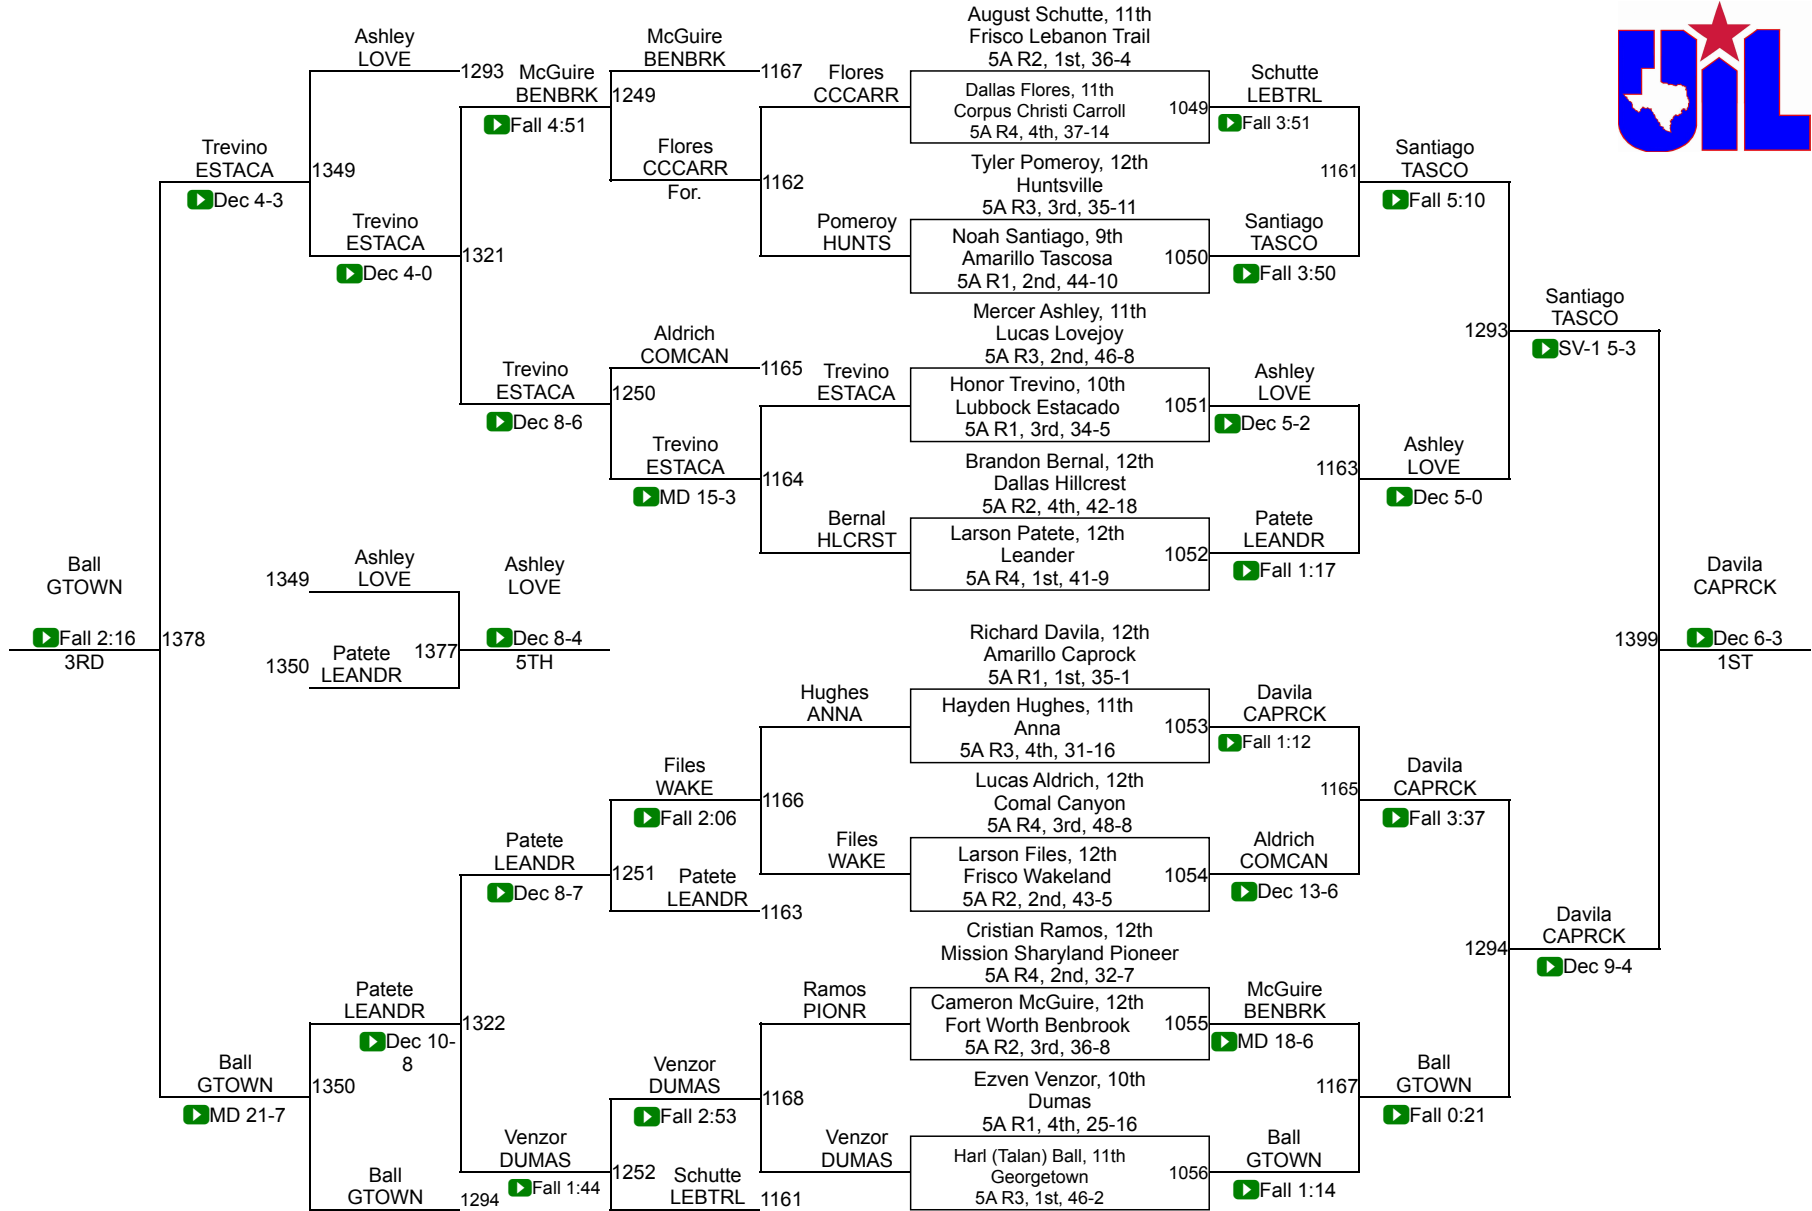 August Schutte, 11th
Frisco Lebanon Trail
5A R2, 1st, 36-4
Dallas Flores, 11th
Corpus Christi Carroll
5A R4, 4th, 37-14
1049
Tyler Pomeroy, 12th
Huntsville
5A R3, 3rd, 35-11
Noah Santiago, 9th
Amarillo Tascosa
5A R1, 2nd, 44-10
1050
Mercer Ashley, 11th
Lucas Lovejoy
5A R3, 2nd, 46-8
Honor Trevino, 10th
Lubbock Estacado
5A R1, 3rd, 34-5
1051
Brandon Bernal, 12th
Dallas Hillcrest
5A R2, 4th, 42-18
Larson Patete, 12th
Leander
5A R4, 1st, 41-9
1052
Richard Davila, 12th
Amarillo Caprock
5A R1, 1st, 35-1
Hayden Hughes, 11th
Anna
5A R3, 4th, 31-16
1053
Lucas Aldrich, 12th
Comal Canyon
5A R4, 3rd, 48-8
Larson Files, 12th
Frisco Wakeland
5A R2, 2nd, 43-5
1054
Cristian Ramos, 12th
Mission Sharyland Pioneer
5A R4, 2nd, 32-7
Cameron McGuire, 12th
Fort Worth Benbrook
5A R2, 3rd, 36-8
1055
Ezven Venzor, 10th
Dumas
5A R1, 4th, 25-16
Harl (Talan) Ball, 11th
Georgetown
5A R3, 1st, 46-2
1056
Schutte
LEBTRL
Fall 3:51
1161
Santiago
TASCO
Fall 3:50
Ashley
LOVE
Dec 5-2
1163
Patete
LEANDR
Fall 1:17
Davila
CAPRCK
Fall 1:12
1165
Aldrich
COMCAN
Dec 13-6
McGuire
BENBRK
MD 18-6
1167
Ball
GTOWN
Fall 1:14
Santiago
TASCO
Fall 5:10
1293
Ashley
LOVE
Dec 5-0
Davila
CAPRCK
Fall 3:37
1294
Ball
GTOWN
Fall 0:21
Santiago
TASCO
SV-1 5-3
1399
Davila
CAPRCK
Dec 9-4
Davila
CAPRCK
Dec 6-3
1ST
UIL
Flores
CCCARR
1162
Pomeroy
HUNTS
Trevino
ESTACA
1164
Bernal
HLCRST
Hughes
ANNA
1166
Files
WAKE
Ramos
PIONR
1168
Venzor
DUMAS
McGuire
BENBRK
1167
1249
Flores
CCCARR
For.
Aldrich
COMCAN
1165
1250
Trevino
ESTACA
MD 15-3
Files
WAKE
Fall 2:06
1251
Patete
LEANDR
1163
Venzor
DUMAS
Fall 2:53
1252
Schutte
LEBTRL
1161
McGuire
BENBRK
Fall 4:51
1321
Trevino
ESTACA
Dec 8-6
Patete
LEANDR
Dec 8-7
1322
Venzor
DUMAS
Fall 1:44
Ashley
LOVE
1293
1349
Trevino
ESTACA
Dec 4-0
Patete
LEANDR
Dec 10-
8
1350
Ball
GTOWN
1294
Trevino
ESTACA
Dec 4-3
1378
Ball
GTOWN
MD 21-7
Ball
GTOWN
Fall 2:16
3RD
1349
Ashley
LOVE
1350
Patete
LEANDR
1377
Ashley
LOVE
Dec 8-4
5TH